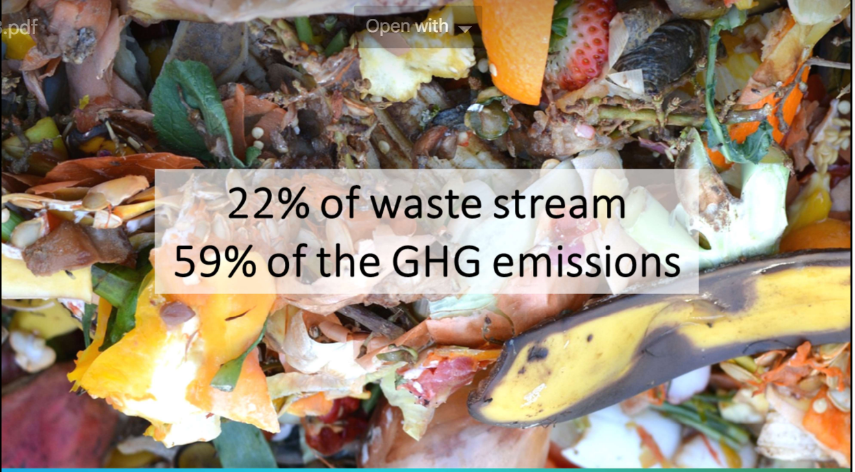 .pdf
Open with
22% of waste stream
59% of the GHG emissions